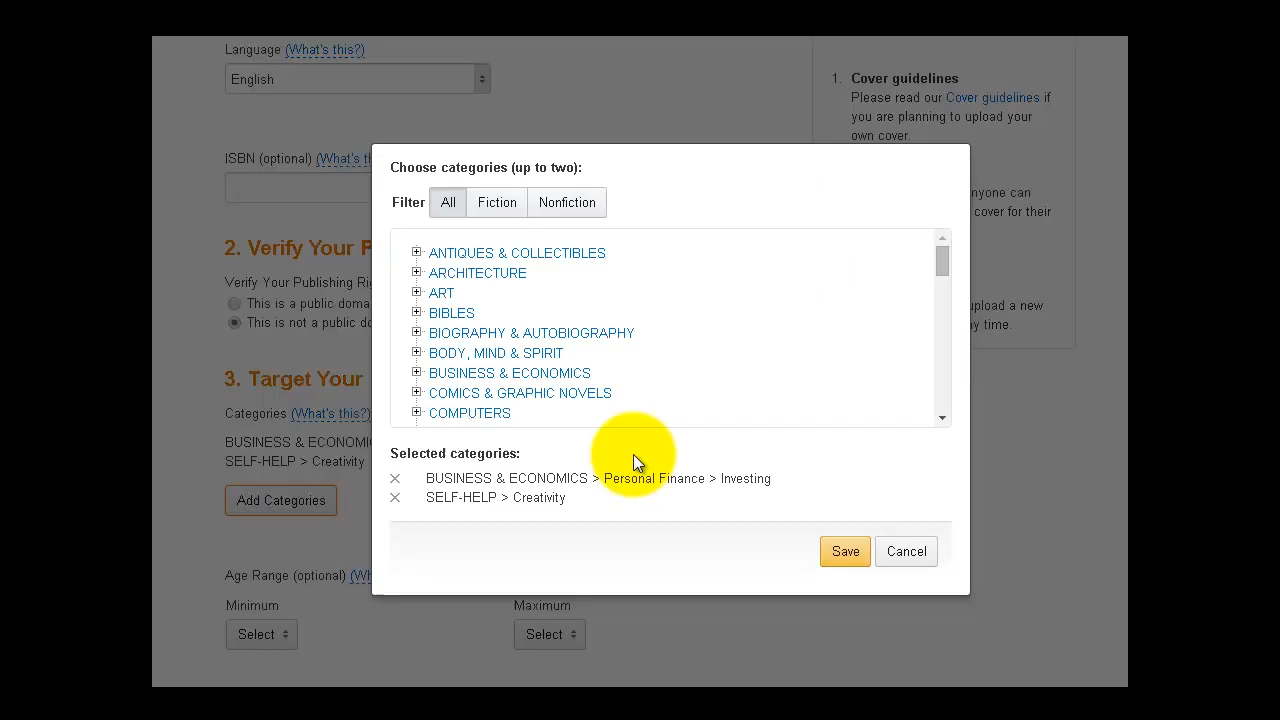 Language (What's this?)
English
ISBN (optional) (What's t
1. Cover guidelines
Please read our Cover guidelines if
you are planning to upload your
own cover.
nyone can
cover for their
pload a new
y time.
2. Verify Your P
Verify Your Publishing Rig
This is a public doma
This is not a public do
3. Target Your
Categories (What's this?)
BUSINESS & ECONOMIC
SELF-HELP > Creativity
Add Categories
Age Range (optional) (Wh
Minimum
Select
Maximum
Select
Choose categories (up to two):
Filter All Fiction Nonfiction
ANTIQUES & COLLECTIBLES
ARCHITECTURE
ART
BIBLES
BIOGRAPHY & AUTOBIOGRAPHY
BODY, MIND & SPIRIT
BUSINESS & ECONOMICS
COMICS & GRAPHIC NOVELS
COMPUTERS
Selected categories:
BUSINESS & ECONOMICS > Personal Finance > Investing
SELF-HELP > Creativity
Save Cancel